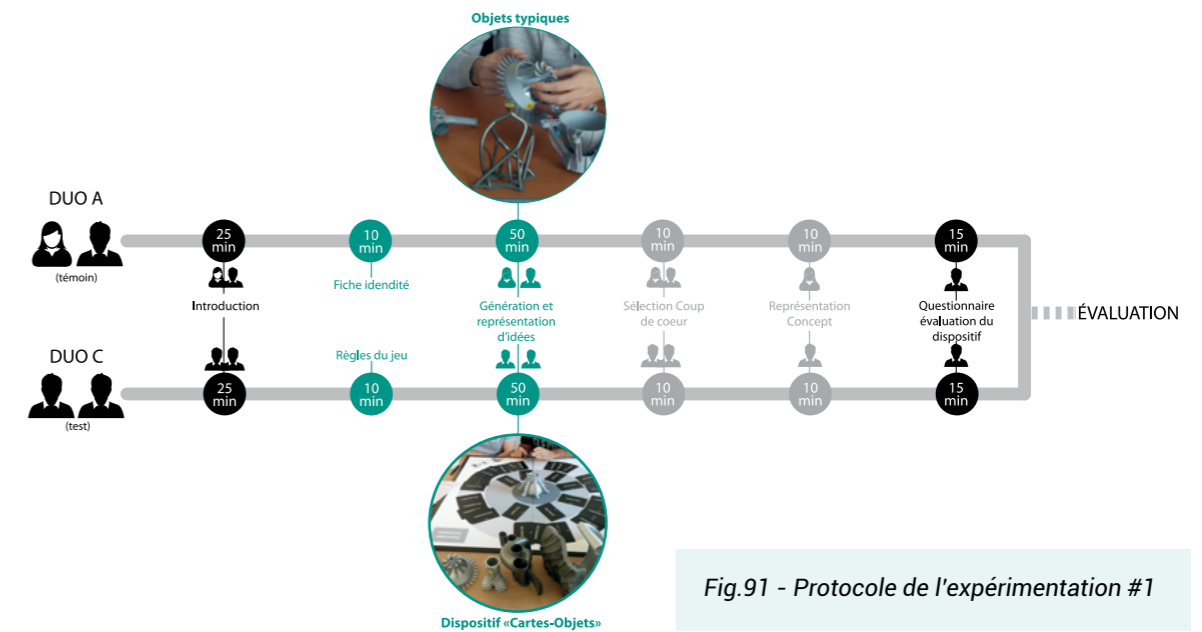 Objets typiques
DUO A
(témoin)
25
min
10
min
50
min
10
min
10
min
15
min
Introduction
Fiche idendité
Génération et
représentation
d'idées
Sélection Coup
de coeur
Représentation
Concept
Questionnaire
évaluation du
dispositif
ÉVALUATION
DUO C
(test)
Règles du jeu
25
min
10
min
50
min
10
min
10
min
15
min
Dispositif «Cartes-Objets»
Fig.91 - Protocole de l'expérimentation #1